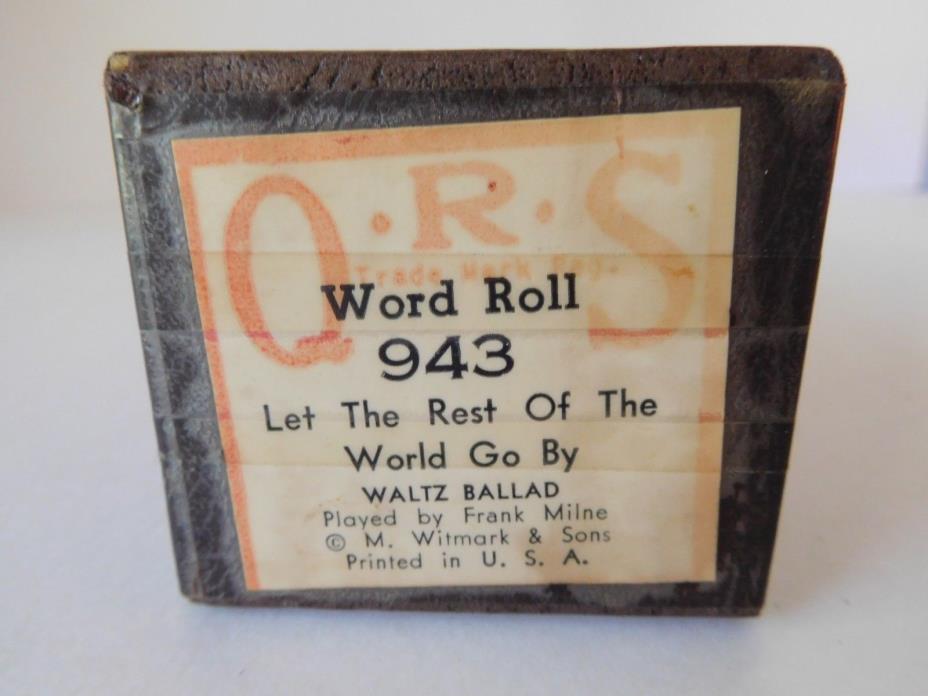 Q·R·S
Trade Mark Reg.
Word Roll
943
Let The Rest Of The
World Go By
WALTZ BALLAD
Played by Frank Milne
© M. Witmark & Sons
Printed in U. S. A.